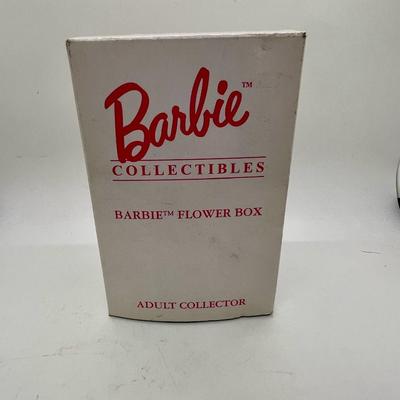 Barbie™
COLLECTIBLES
BARBIE™ FLOWER BOX
ADULT COLLECTOR